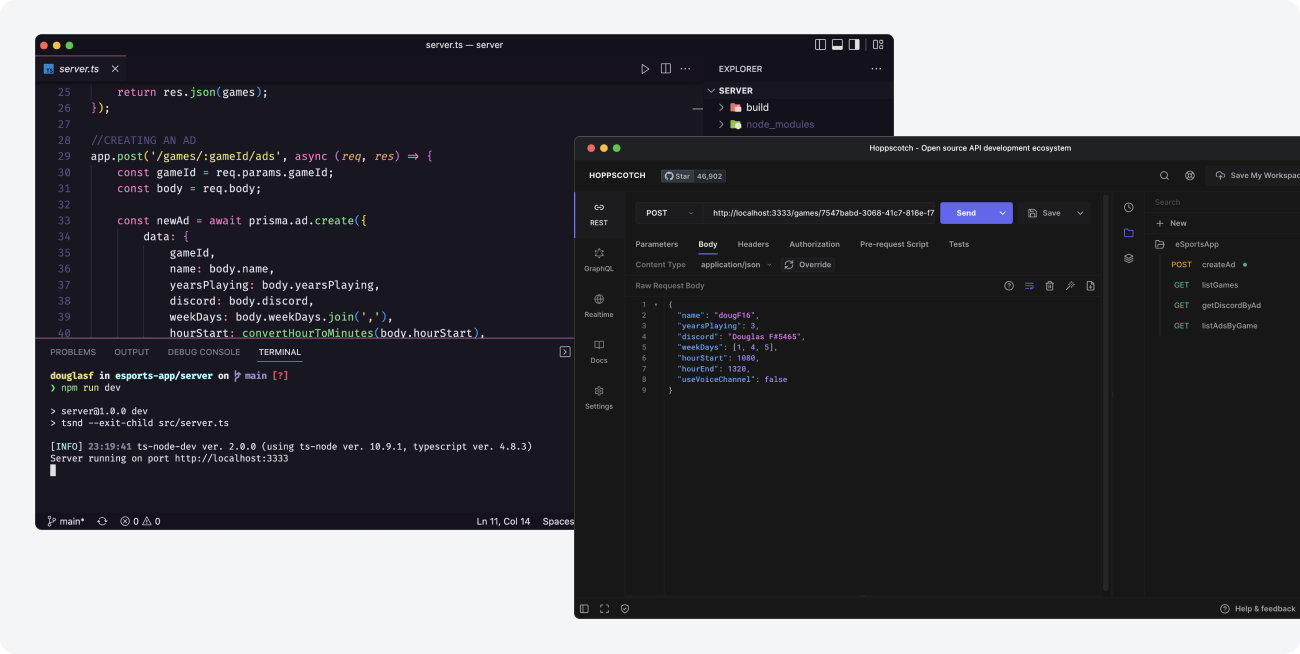 server.ts — server
server.ts
25 return res.json(games);
26 });
27
28 //CREATING AN AD
29 app.post('/games/:gameId/ads', async (req, res) => {
30 const gameId = req.params.gameId;
31 const body = req.body;
32
33 const newAd = await prisma.ad.create({
34 data: {
35 gameId,
36 name: body.name,
37 yearsPlaying: body.yearsPlaying,
38 discord: body.discord,
39 weekDays: body.weekDays.join(','),
40 hourStart: convertHourToMinutes(body.hourStart),
EXPLORER
SERVER
build
node_modules
PROBLEMS OUTPUT DEBUG CONSOLE TERMINAL
douglasf in esports-app/server on main [?]
❯ npm run dev
> server@1.0.0 dev
> tsnd --exit-child src/server.ts
[INFO] 23:19:41 ts-node-dev ver. 2.0.0 (using ts-node ver. 10.9.1, typescript ver. 4.8.3)
Server running on port http://localhost:3333
main* 0 0 Ln 11, Col 14 Spaces
Hoppscotch - Open source API development ecosystem
HOPPSCOTCH Star 46,902 Save My Workspac
REST
GraphQL
Realtime
Docs
Settings
POST http://localhost:3333/games/7547babd-3068-41c7-816e-f7 Send Save
Parameters Body Headers Authorization Pre-request Script Tests
Content Type application/json Override
Raw Request Body
1 {
2 "name": "dougF16",
3 "yearsPlaying": 3,
4 "discord": "Douglas F#5465",
5 "weekDays": [1, 4, 5],
6 "hourStart": 1080,
7 "hourEnd": 1320,
8 "useVoiceChannel": false
9 }
Search
New
eSportsApp
POST createAd
GET listGames
GET getDiscordByAd
GET listAdsByGame
Help & feedback